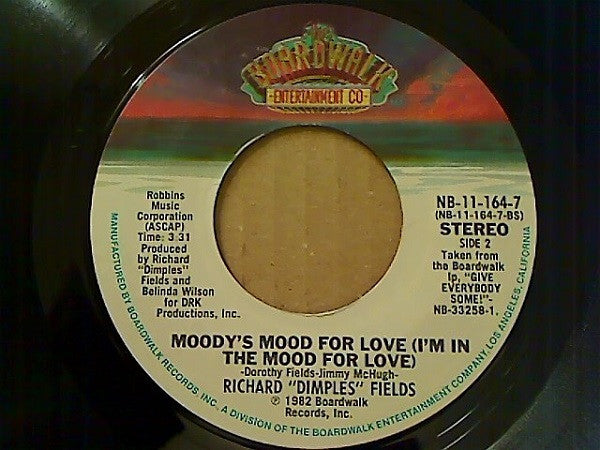 THE
BOARDWALK
ENTERTAINMENT CO
Robbins
Music
Corporation
(ASCAP)
Time: 3:31
Produced
by Richard
"Dimples"
Fields and
Belinda Wilson
for DRK
Productions, Inc.
NB-11-164-7
(NB-11-164-7-BS)
STEREO
SIDE 2
Taken from
the Boardwalk
lp, "GIVE
EVERYBODY
SOME!"-
NB-33258-1.
MOODY'S MOOD FOR LOVE (I'M IN
THE MOOD FOR LOVE)
-Dorothy Fields-Jimmy McHugh-
RICHARD "DIMPLES" FIELDS
℗ 1982 Boardwalk
Records, Inc.
MANUFACTURED BY BOARDWALK RECORDS INC., A DIVISION OF THE BOARDWALK ENTERTAINMENT COMPANY, LOS ANGELES, CALIFORNIA